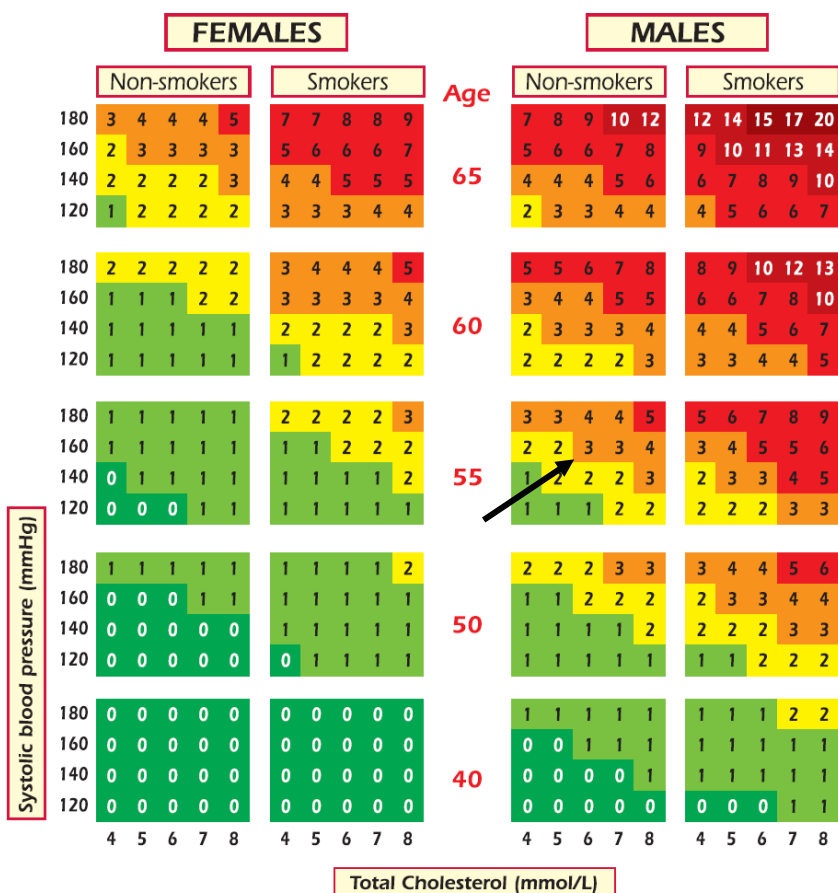 FEMALES MALES
Non-smokers Smokers Age Non-smokers Smokers
180 3 4 4 4 5 7 7 8 8 9 7 8 9 10 12 12 14 15 17 20
160 2 3 3 3 3 5 6 6 6 7 5 6 6 7 8 9 10 11 13 14
65
140 2 2 2 2 3 4 4 5 5 5 4 4 4 5 6 6 7 8 9 10
120 1 2 2 2 2 3 3 3 4 4 2 3 3 4 4 4 5 6 6 7
180 2 2 2 2 2 3 4 4 4 5 5 5 6 7 8 8 9 10 12 13
160 1 1 1 2 2 3 3 3 3 4 3 4 4 5 5 6 6 7 8 10
60
140 1 1 1 1 1 2 2 2 2 3 2 3 3 3 4 4 4 5 6 7
120 1 1 1 1 1 1 2 2 2 2 2 2 2 2 3 3 3 4 4 5
180 1 1 1 1 1 2 2 2 2 3 3 3 4 4 5 5 6 7 8 9
160 1 1 1 1 1 1 1 2 2 2 2 2 3 3 4 3 4 5 5 6
55
140 0 1 1 1 1 1 1 1 1 2 1 2 2 2 3 2 3 3 4 5
120 0 0 0 1 1 1 1 1 1 1 1 1 1 2 2 2 2 2 3 3
180 1 1 1 1 1 1 1 1 1 2 2 2 2 3 3 3 4 4 5 6
160 0 0 0 1 1 1 1 1 1 1 1 1 2 2 2 2 3 3 4 4
50
140 0 0 0 0 0 1 1 1 1 1 1 1 1 1 2 2 2 2 3 3
120 0 0 0 0 0 0 1 1 1 1 1 1 1 1 1 1 1 2 2 2
180 0 0 0 0 0 0 0 0 0 0 1 1 1 1 1 1 1 1 2 2
160 0 0 0 0 0 0 0 0 0 0 0 0 1 1 1 1 1 1 1 1
40
140 0 0 0 0 0 0 0 0 0 0 0 0 0 0 1 1 1 1 1 1
120 0 0 0 0 0 0 0 0 0 0 0 0 0 0 0 0 0 0 1 1
4 5 6 7 8 4 5 6 7 8 4 5 6 7 8 4 5 6 7 8
Systolic blood pressure (mmHg)
Total Cholesterol (mmol/L)